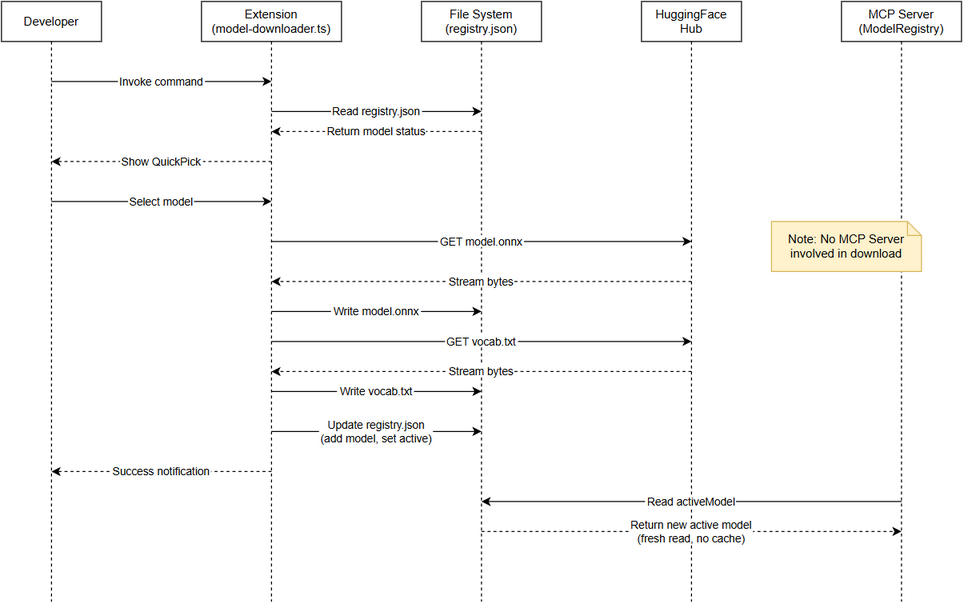 Developer
Extension
(model-downloader.ts)
File System
(registry.json)
HuggingFace
Hub
MCP Server
(ModelRegistry)
Invoke command
Read registry.json
Return model status
Show QuickPick
Select model
Note: No MCP Server
involved in download
GET model.onnx
Stream bytes
Write model.onnx
GET vocab.txt
Stream bytes
Write vocab.txt
Update registry.json
(add model, set active)
Success notification
Read activeModel
Return new active model
(fresh read, no cache)